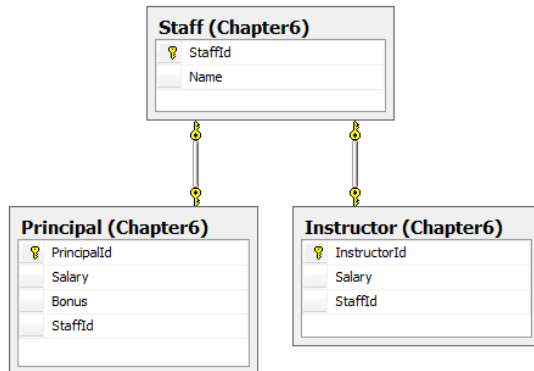 Staff (Chapter6)
StaffId
Name
Principal (Chapter6)
PrincipalId
Salary
Bonus
StaffId
Instructor (Chapter6)
InstructorId
Salary
StaffId